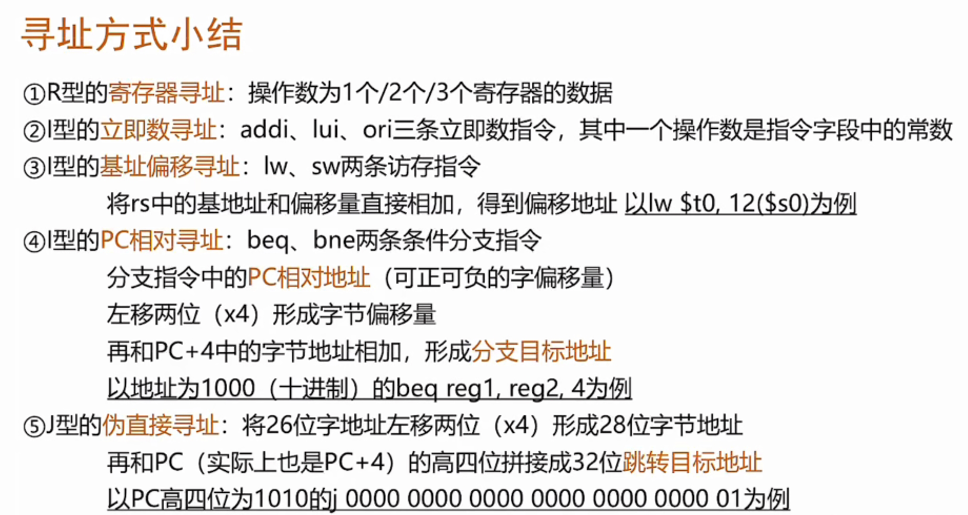 寻址方式小结
①R型的寄存器寻址：操作数为1个/2个/3个寄存器的数据
②I型的立即数寻址：addi、lui、ori三条立即数指令，其中一个操作数是指令字段中的常数
③I型的基址偏移寻址：lw、sw两条访存指令
将rs中的基地址和偏移量直接相加，得到偏移地址 以lw $t0, 12($s0)为例
④I型的PC相对寻址：beq、bne两条条件分支指令
分支指令中的PC相对地址（可正可负的字偏移量）
左移两位（x4）形成字节偏移量
再和PC+4中的字节地址相加，形成分支目标地址
以地址为1000（十进制）的beq reg1, reg2, 4为例
⑤J型的伪直接寻址：将26位字地址左移两位（x4）形成28位字节地址
再和PC（实际上也是PC+4）的高四位拼接成32位跳转目标地址
以PC高四位为1010的j 0000 0000 0000 0000 0000 0000 01为例